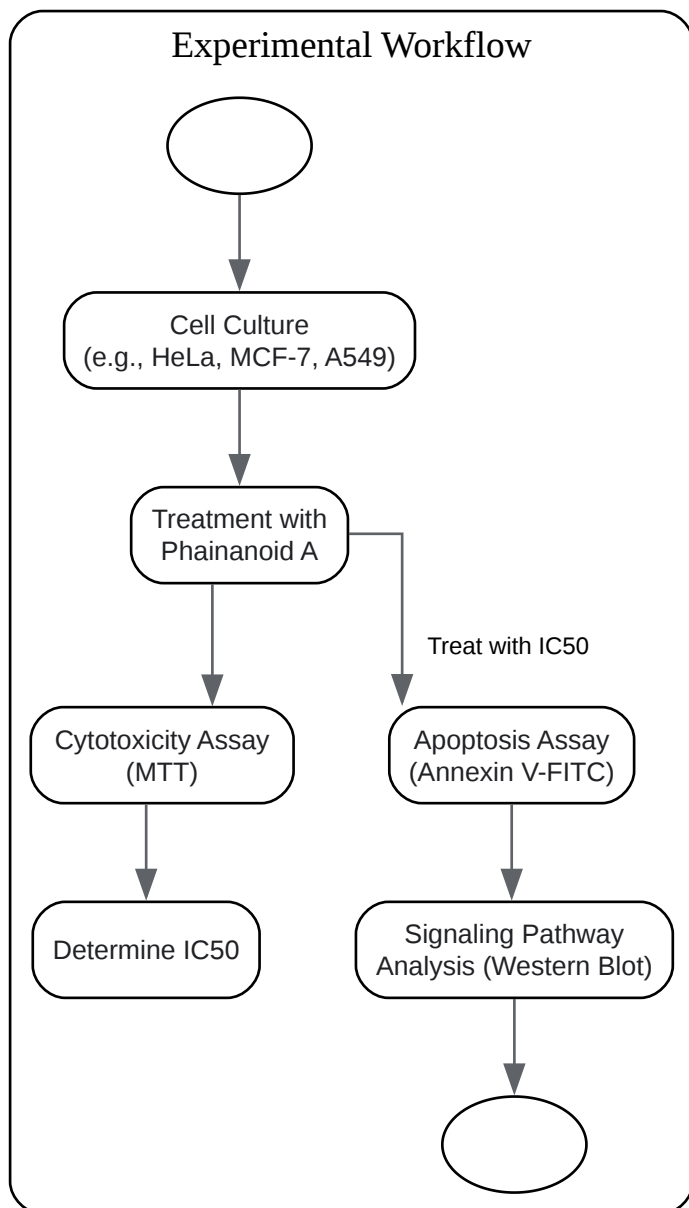 Experimental Workflow
Cell Culture
(e.g., HeLa, MCF-7, A549)
Treatment with
Phainanoid A
Treat with IC50
Cytotoxicity Assay
(MTT)
Apoptosis Assay
(Annexin V-FITC)
Determine IC50
Signaling Pathway
Analysis (Western Blot)